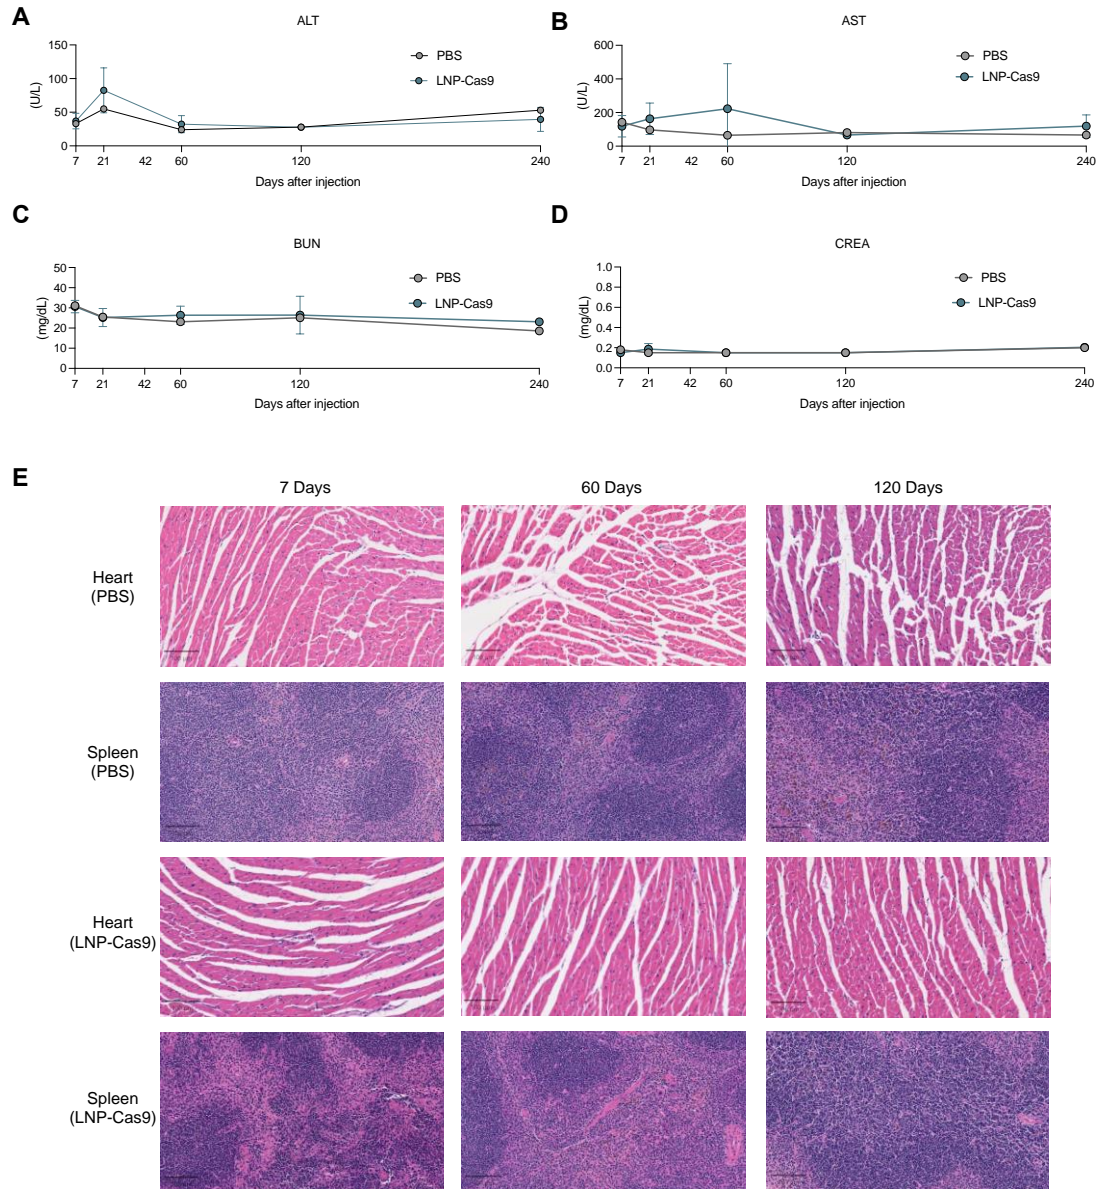 A
ALT
150
100
50
0
(U/L)
PBS
LNP-Cas9
7 21 42 60 120 240
Days after injection
B
AST
600
400
200
0
(U/L)
PBS
LNP-Cas9
7 21 42 60 120 240
Days after injection
C
BUN
50
40
30
20
10
0
(mg/dL)
PBS
LNP-Cas9
7 21 42 60 120 240
Days after injection
D
CREA
1.0
0.8
0.6
0.4
0.2
0.0
(mg/dL)
PBS
LNP-Cas9
7 21 42 60 120 240
Days after injection
E
7 Days 60 Days 120 Days
Heart
(PBS)
Spleen
(PBS)
Heart
(LNP-Cas9)
Spleen
(LNP-Cas9)